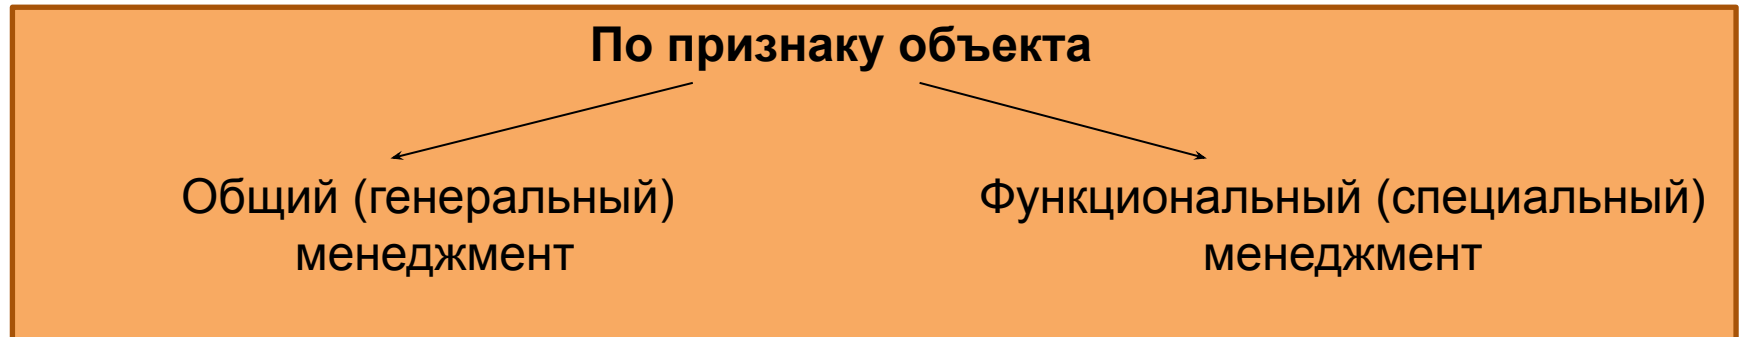 По признаку объекта
Общий (генеральный)
менеджмент
Функциональный (специальный)
менеджмент